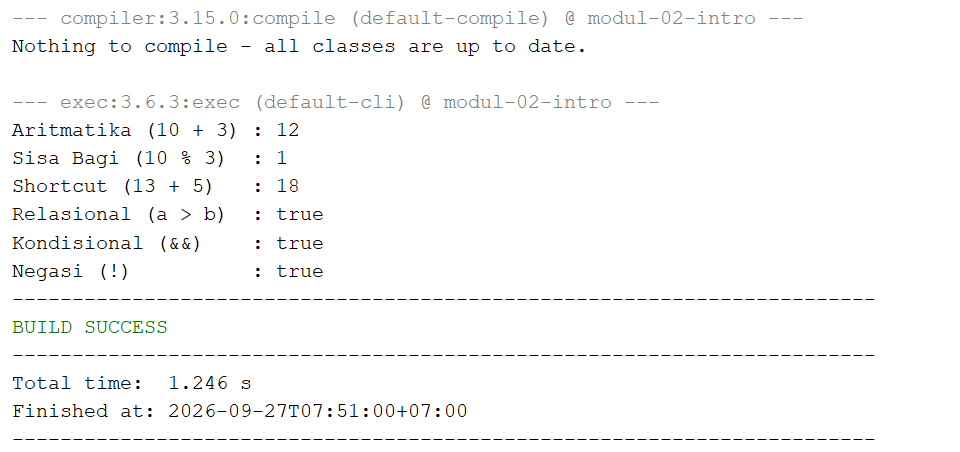 --- compiler:3.15.0:compile (default-compile) @ modul-02-intro ---
Nothing to compile - all classes are up to date.

--- exec:3.6.3:exec (default-cli) @ modul-02-intro ---
Aritmatika (10 + 3) : 12
Sisa Bagi (10 % 3)  : 1
Shortcut (13 + 5)   : 18
Relasional (a > b)  : true
Kondisional (&&)    : true
Negasi (!)          : true
------------------------------------------------------------------------
BUILD SUCCESS
------------------------------------------------------------------------
Total time:  1.246 s
Finished at: 2026-09-27T07:51:00+07:00
------------------------------------------------------------------------